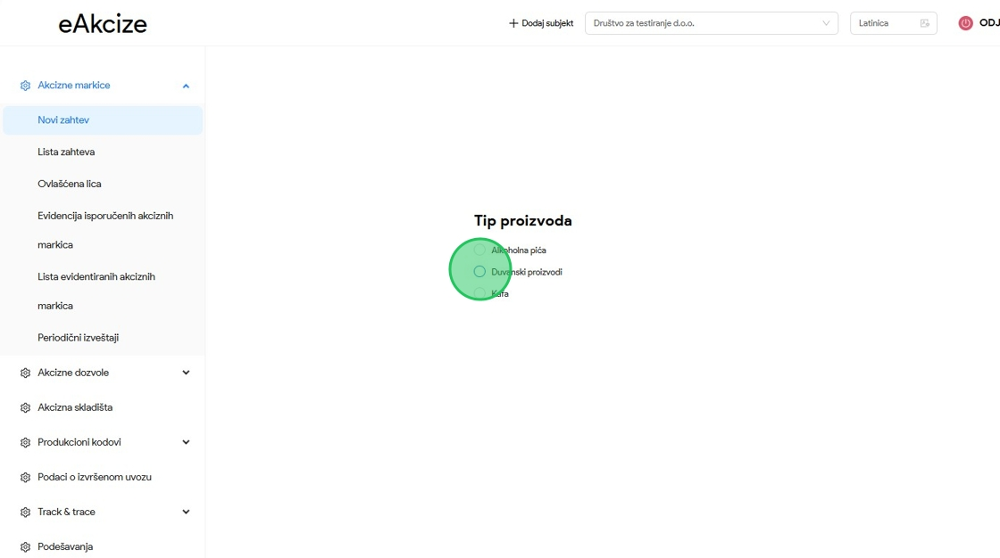 eAkcize
Dodaj subjekt
Društvo za testiranje d.o.o.
Latinica
ODJ
Akcizne markice
Novi zahtev
Lista zahteva
Ovlašćena lica
Evidencija isporučenih akciznih
markica
Lista evidentiranih akciznih
markica
Periodični izveštaji
Akcizne dozvole
Akcizna skladišta
Produkcioni kodovi
Podaci o izvršenom uvozu
Track & trace
Podešavanja
Tip proizvoda
Alkoholna pića
Duvanski proizvodi
Kafa